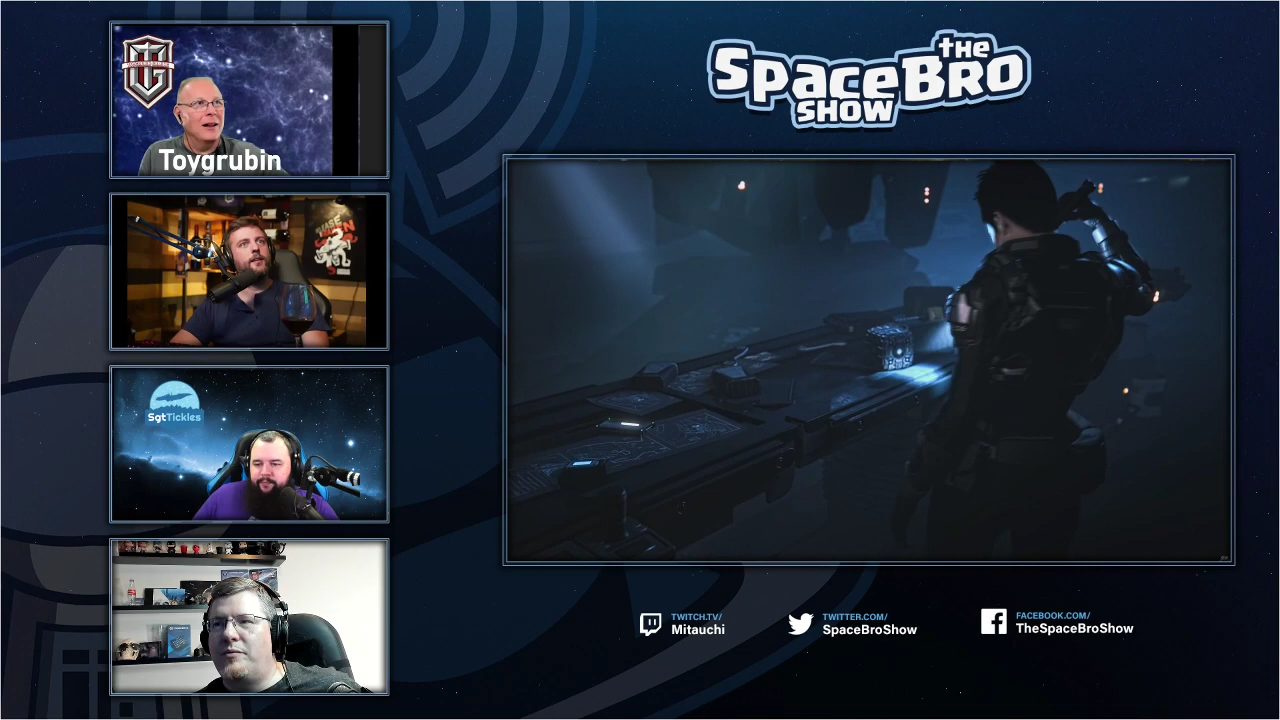 THE
SPACEBRO
SHOW
Toygrubin
SgtTickles
TWITCH.TV/
Mitauchi
TWITTER.COM/
SpaceBroShow
FACEBOOK.COM/
TheSpaceBroShow